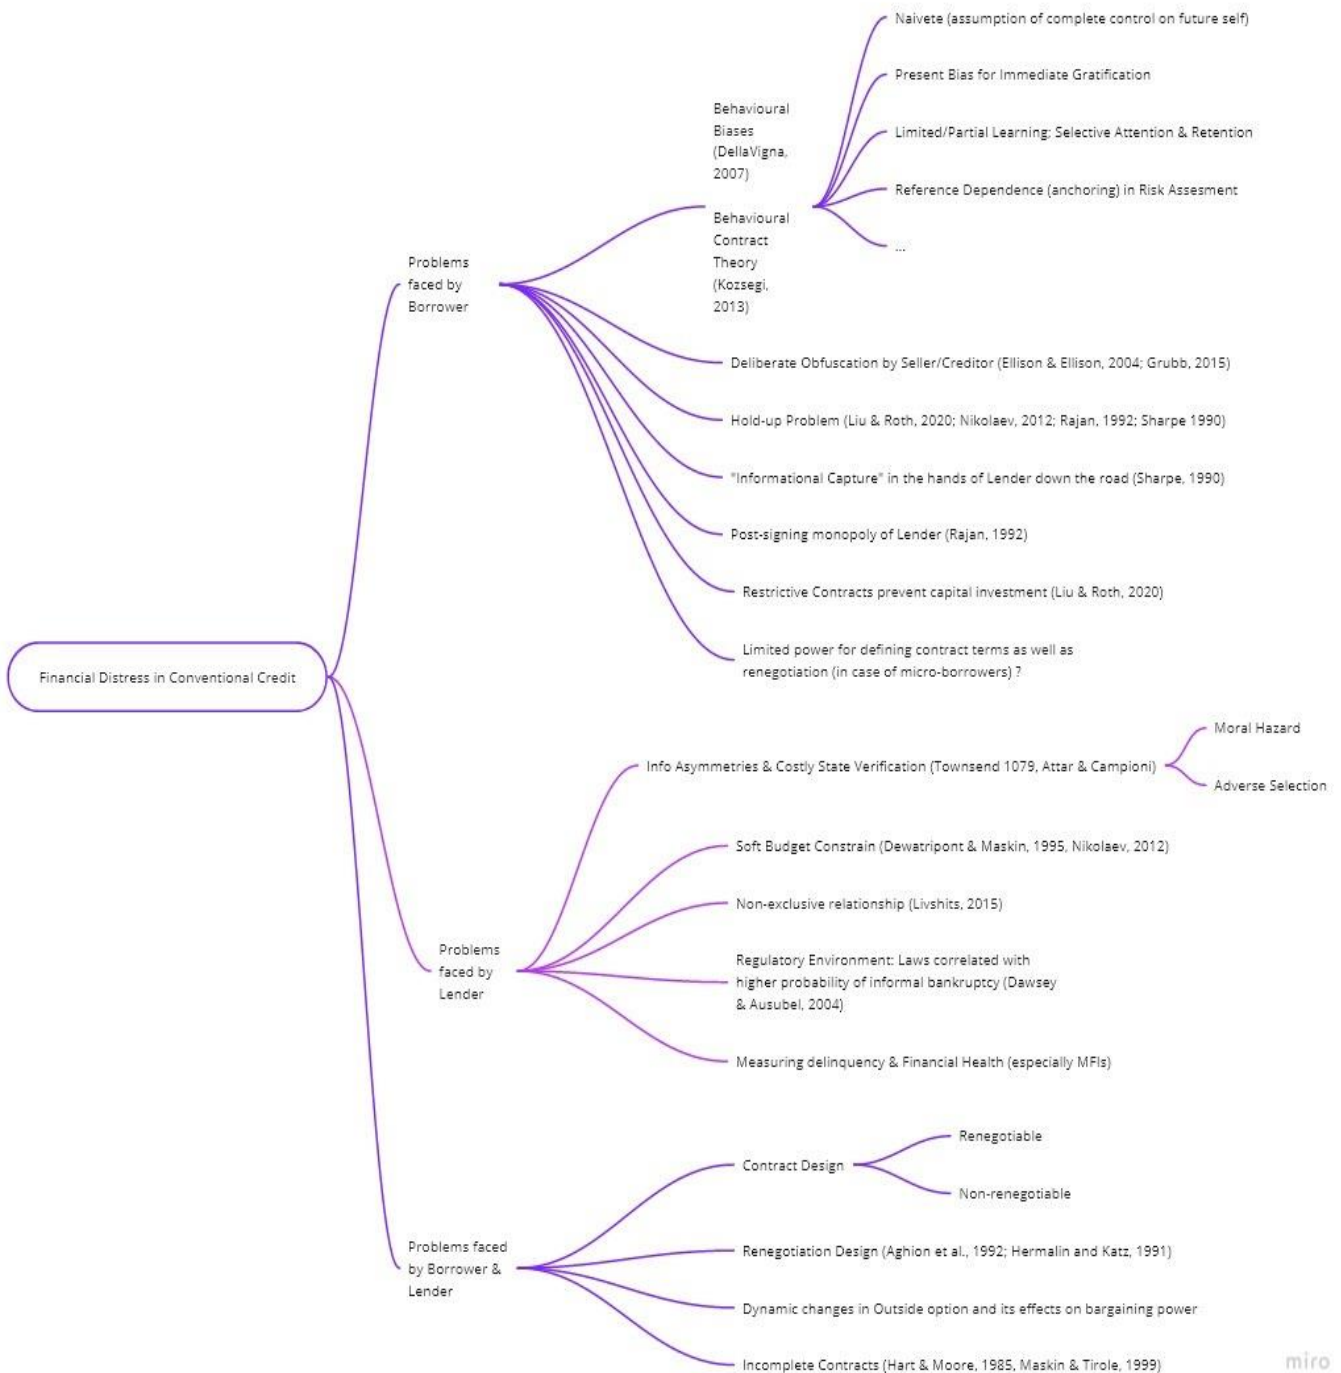 Naivete (assumption of complete control on future self)
Present Bias for Immediate Gratification
Behavioural
Biases
(DellaVigna,
2007)
Limited/Partial Learning; Selective Attention & Retention
Reference Dependence (anchoring) in Risk Assesment
Behavioural
Contract
Theory
(Kozsegi,
2013)
...
Problems
faced by
Borrower
Deliberate Obfuscation by Seller/Creditor (Ellison & Ellison, 2004; Grubb, 2015)
Hold-up Problem (Liu & Roth, 2020; Nikolaev, 2012; Rajan, 1992; Sharpe 1990)
"Informational Capture" in the hands of Lender down the road (Sharpe, 1990)
Post-signing monopoly of Lender (Rajan, 1992)
Restrictive Contracts prevent capital investment (Liu & Roth, 2020)
Limited power for defining contract terms as well as
renegotiation (in case of micro-borrowers) ?
Financial Distress in Conventional Credit
Moral Hazard
Info Asymmetries & Costly State Verification (Townsend 1079, Attar & Campioni)
Adverse Selection
Soft Budget Constrain (Dewatripont & Maskin, 1995, Nikolaev, 2012)
Non-exclusive relationship (Livshits, 2015)
Problems
faced by
Lender
Regulatory Environment: Laws correlated with
higher probability of informal bankruptcy (Dawsey
& Ausubel, 2004)
Measuring delinquency & Financial Health (especially MFIs)
Renegotiable
Contract Design
Non-renegotiable
Problems faced
by Borrower &
Lender
Renegotiation Design (Aghion et al., 1992; Hermalin and Katz, 1991)
Dynamic changes in Outside option and its effects on bargaining power
Incomplete Contracts (Hart & Moore, 1985, Maskin & Tirole, 1999)
miro